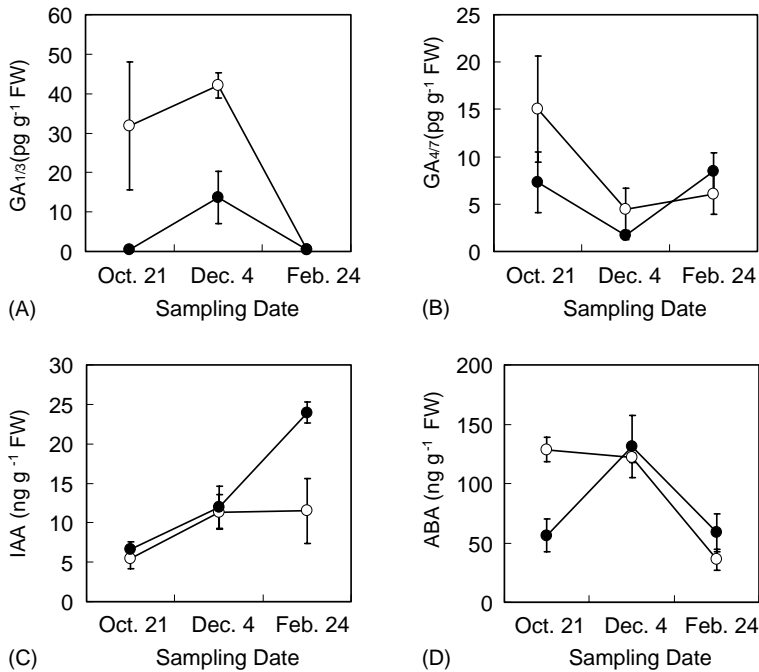 60
50
40
30
20
10
0
GA1/3(pg g-1 FW)
Oct. 21 Dec. 4 Feb. 24
(A) Sampling Date
25
20
15
10
5
0
GA4/7(pg g-1 FW)
Oct. 21 Dec. 4 Feb. 24
(B) Sampling Date
30
25
20
15
10
5
0
IAA (ng g-1 FW)
Oct. 21 Dec. 4 Feb. 24
(C) Sampling Date
200
150
100
50
0
ABA (ng g-1 FW)
Oct. 21 Dec. 4 Feb. 24
(D) Sampling Date